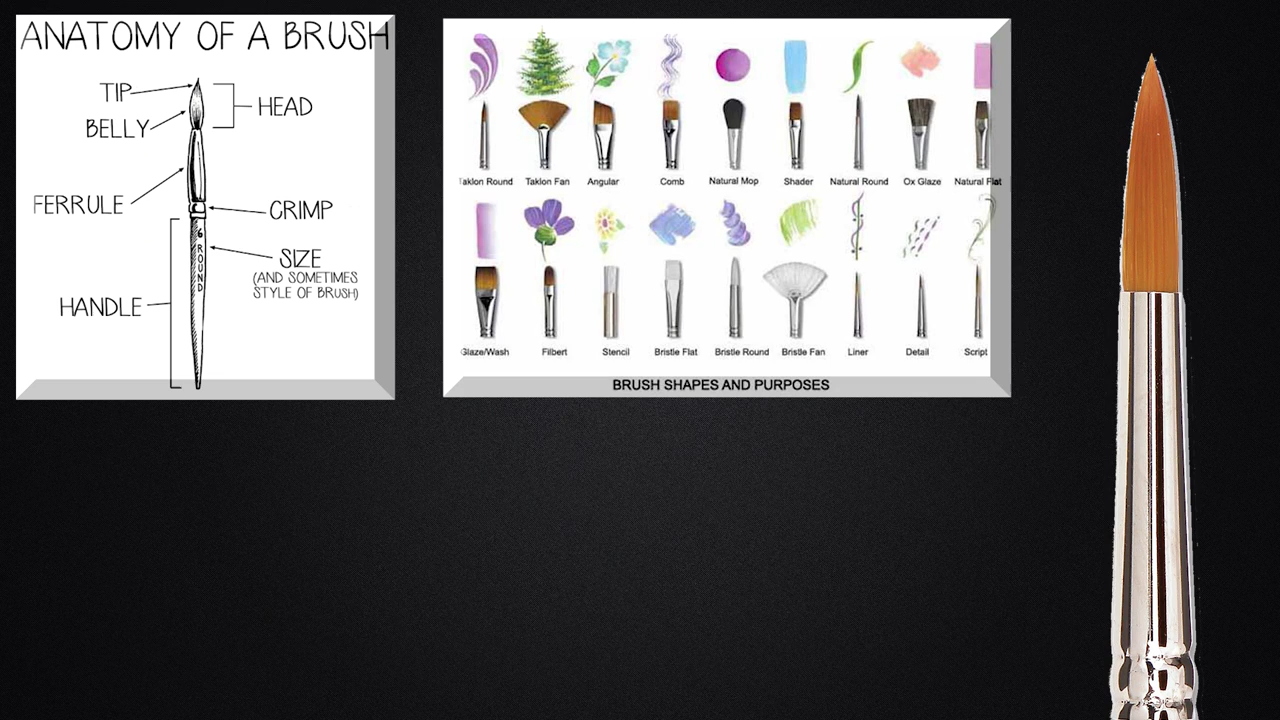 ANATOMY OF A BRUSH
TIP
HEAD
BELLY
FERRULE
CRIMP
6 ROUND
SIZE
(AND SOMETIMES
STYLE OF BRUSH)
HANDLE
Taklon Round Taklon Fan Angular Comb Natural Mop Shader Natural Round Ox Glaze Natural Flat
Glaze/Wash Filbert Stencil Bristle Flat Bristle Round Bristle Fan Liner Detail Script
BRUSH SHAPES AND PURPOSES